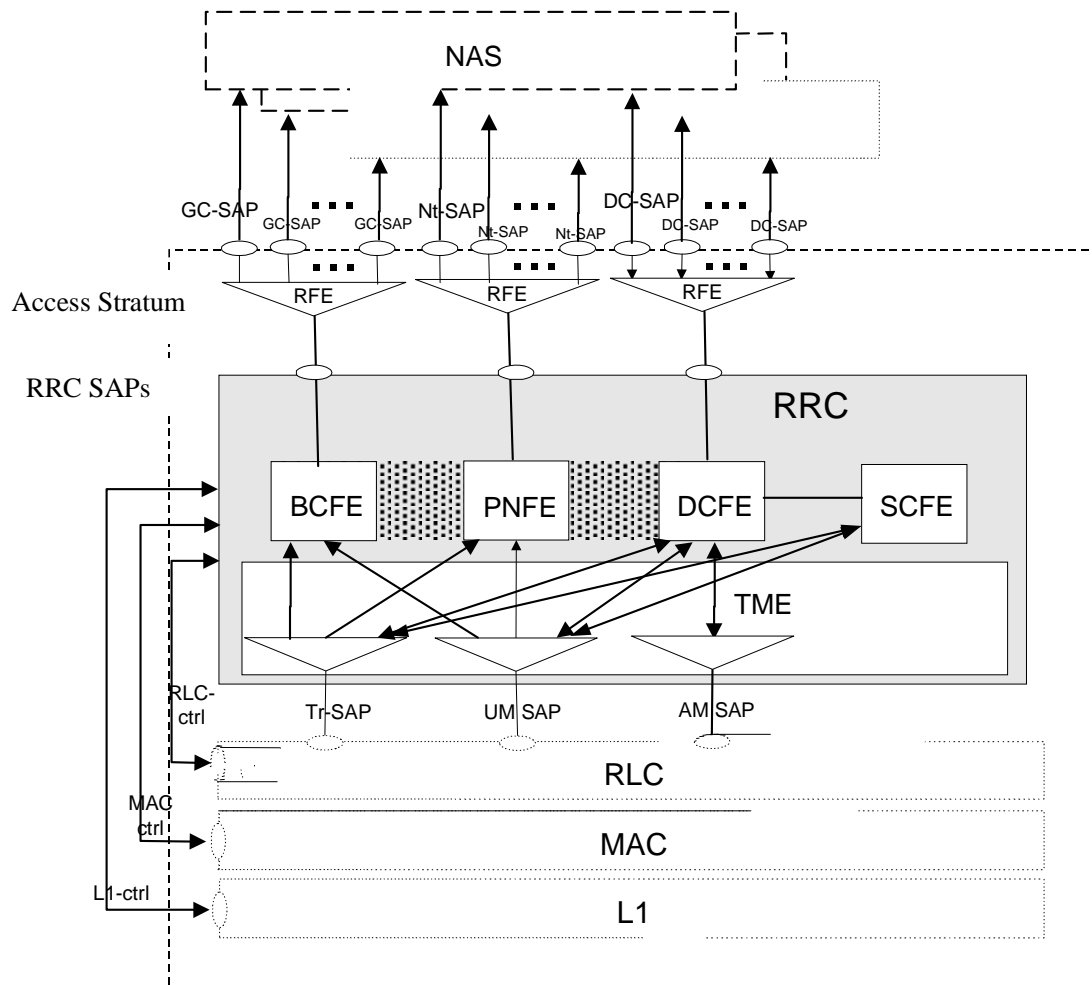 NAS
GC-SAP
GC-SAP
GC-SAP
Nt-SAP
Nt-SAP
Nt-SAP
DC-SAP
DC-SAP
DC-SAP
RFE
RFE
RFE
Access Stratum
RRC SAPs
RRC
BCFE
PNFE
DCFE
SCFE
TME
RLC-
ctrl
Tr-SAP
UM SAP
AM SAP
RLC
MAC
ctrl
MAC
L1-ctrl
L1